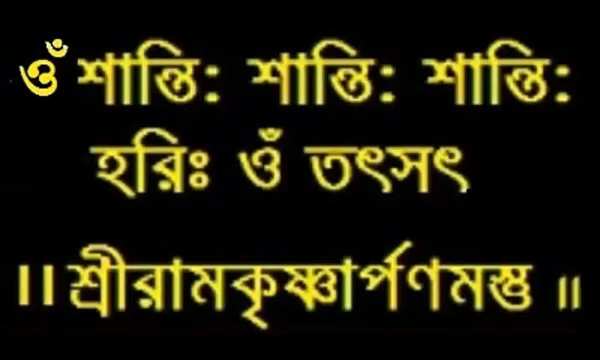 ওঁ শান্তি: শান্তি: শান্তি:
হরিঃ ওঁ তৎসৎ
।। শ্রীরামকৃষ্ণার্পণমস্তু ॥